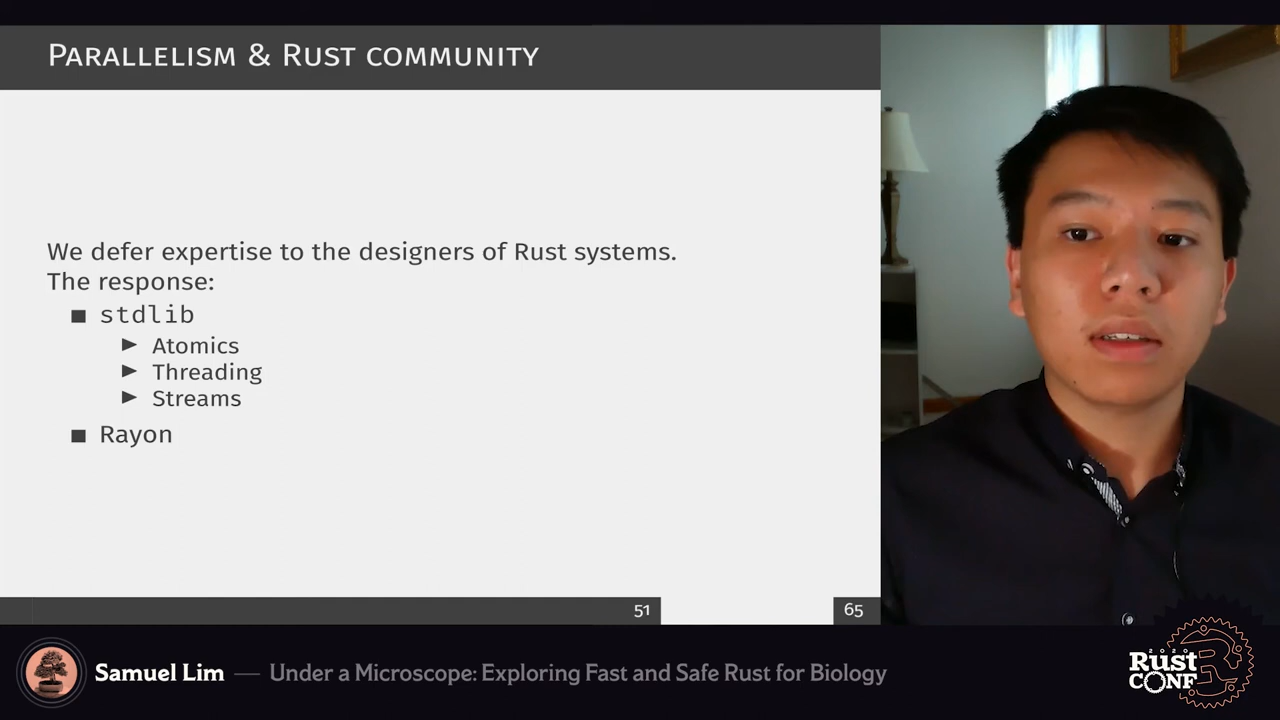 Parallelism & Rust community
We defer expertise to the designers of Rust systems.
The response:
■ stdlib
► Atomics
► Threading
► Streams
■ Rayon
51
65
Samuel Lim — Under a Microscope: Exploring Fast and Safe Rust for Biology
2020
Rust
CONF
R